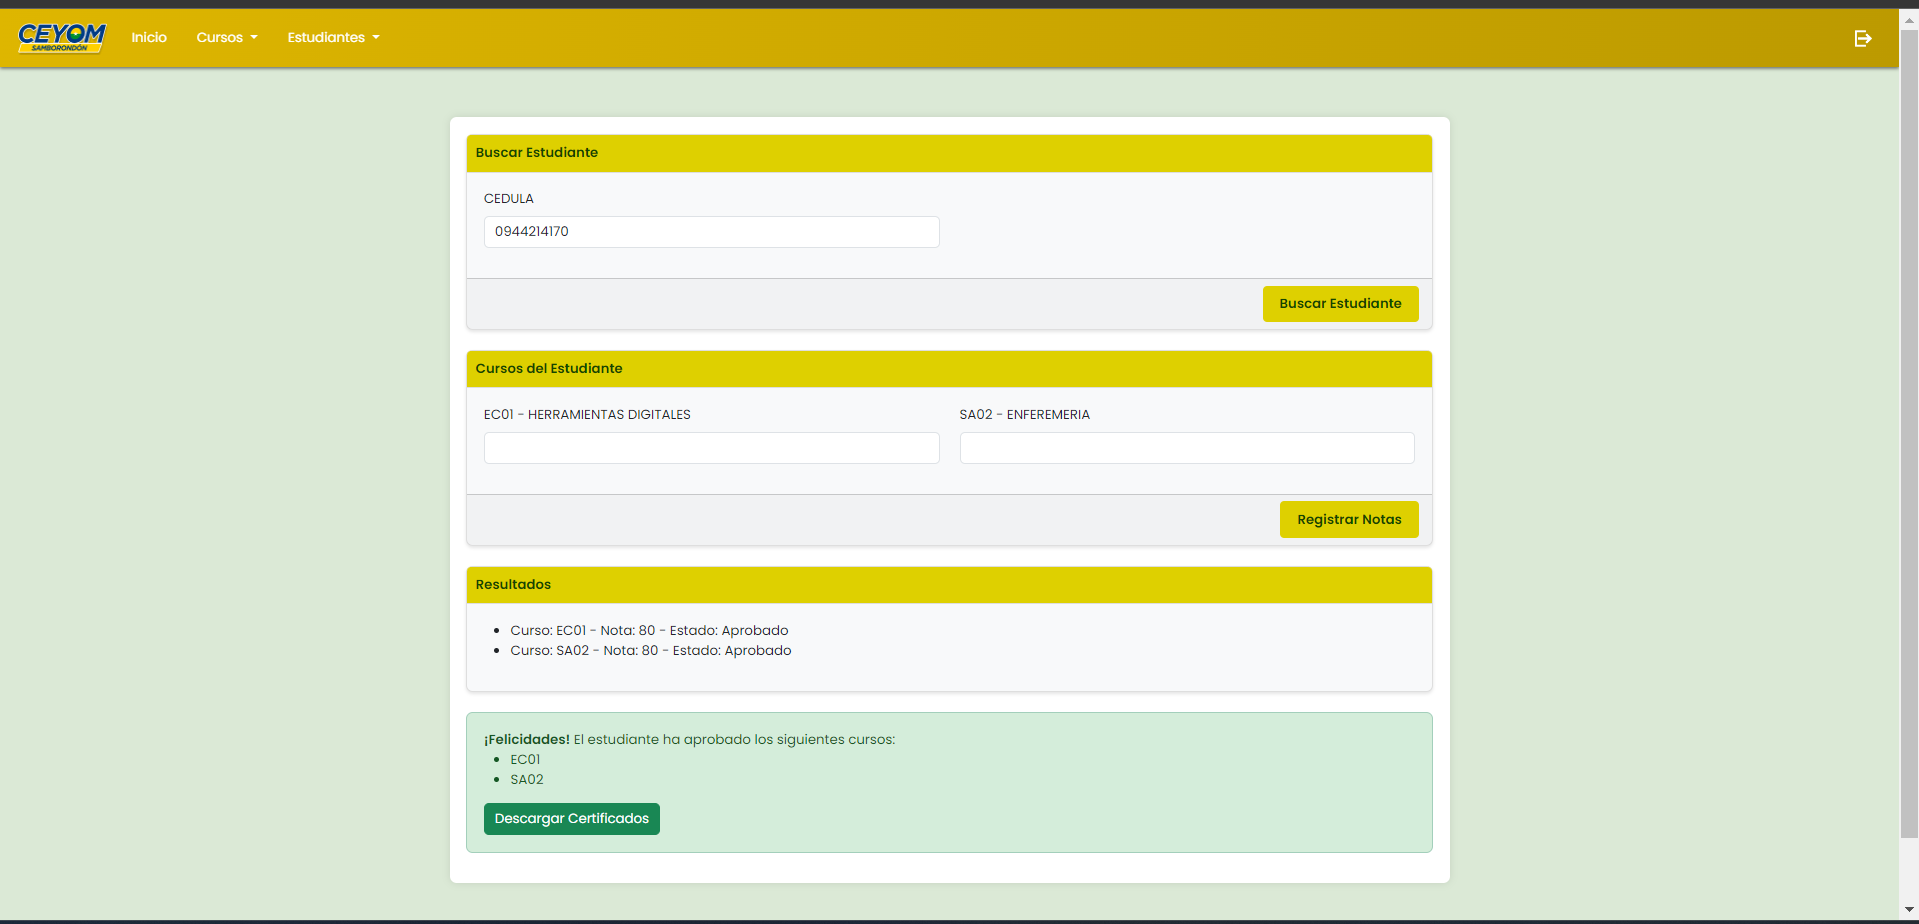 CEYOM
SAMBORONDÓN
Inicio
Cursos
Estudiantes
Buscar Estudiante
CEDULA
0944214170
Buscar Estudiante
Cursos del Estudiante
EC01 - HERRAMIENTAS DIGITALES
SA02 - ENFEREMERIA
Registrar Notas
Resultados
Curso: EC01 - Nota: 80 - Estado: Aprobado
Curso: SA02 - Nota: 80 - Estado: Aprobado
¡Felicidades! El estudiante ha aprobado los siguientes cursos:
EC01
SA02
Descargar Certificados